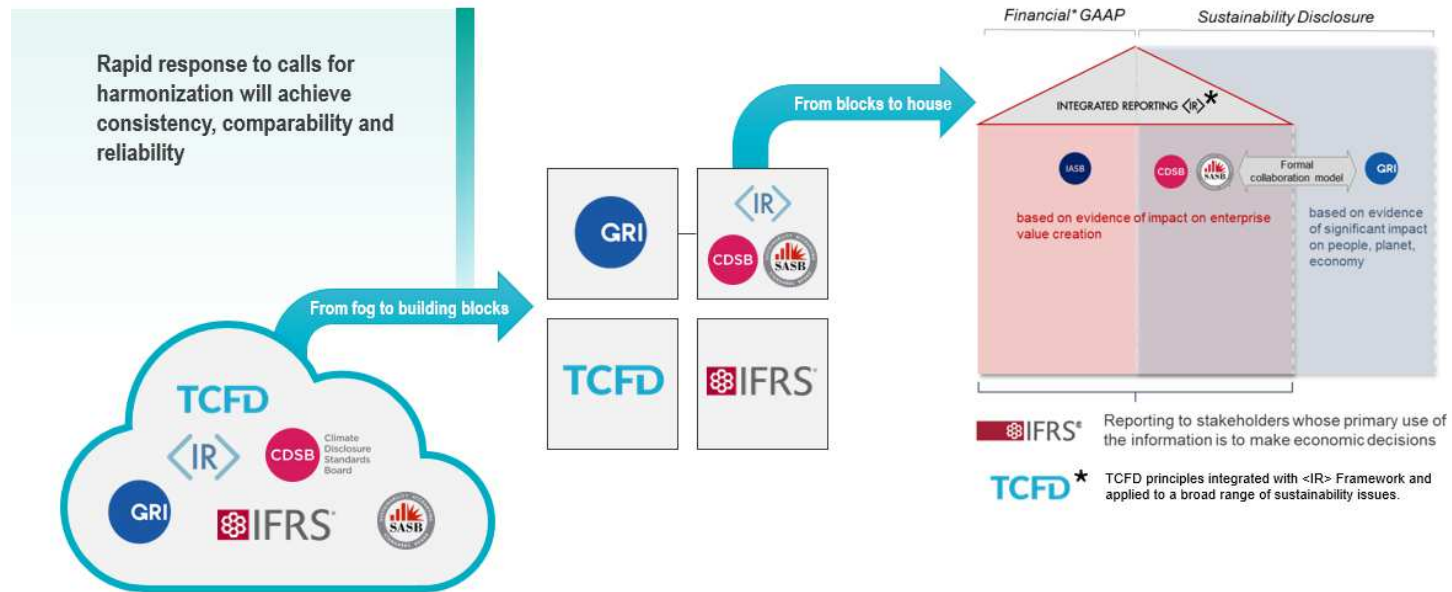 Rapid response to calls for
harmonization will achieve
consistency, comparability and
reliability
From fog to building blocks
TCFD
<IR>
CDSB
Climate
Disclosure
Standards
Board
GRI
IFRS®
SASB
From blocks to house
GRI
<IR>
CDSB
SASB
TCFD
IFRS®
Financial* GAAP
Sustainability Disclosure
INTEGRATED REPORTING <IR>*
IASB
CDSB
SASB
Formal
collaboration model
GRI
based on evidence of impact on enterprise
value creation
based on evidence
of significant impact
on people, planet,
economy
IFRS®
Reporting to stakeholders whose primary use of
the information is to make economic decisions
TCFD*
TCFD principles integrated with <IR> Framework and
applied to a broad range of sustainability issues.